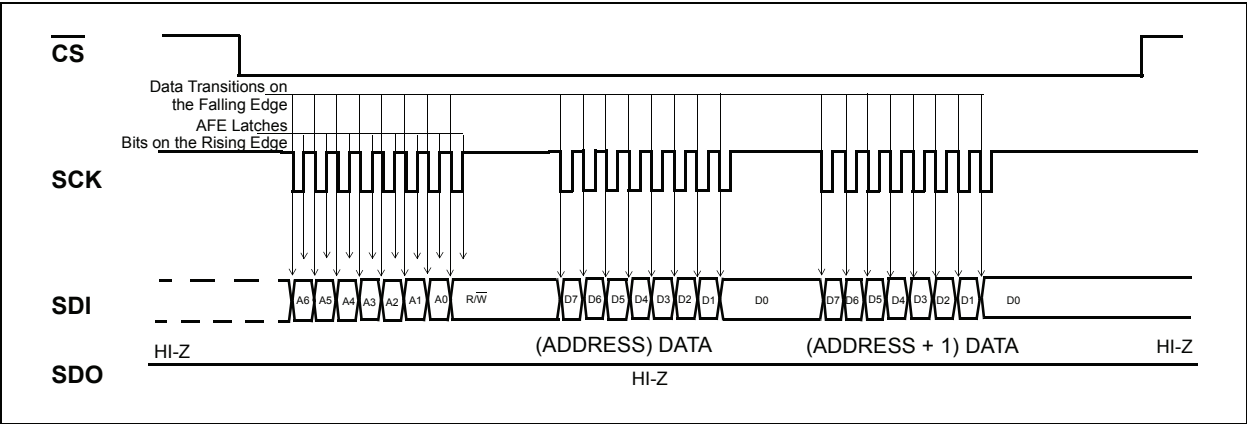 CS
Data Transitions on
the Falling Edge
AFE Latches
Bits on the Rising Edge
SCK
SDI
A6 A5 A4 A3 A2 A1 A0 R/W D7 D6 D5 D4 D3 D2 D1 D0 D7 D6 D5 D4 D3 D2 D1 D0
HI-Z (ADDRESS) DATA (ADDRESS + 1) DATA HI-Z
SDO
HI-Z